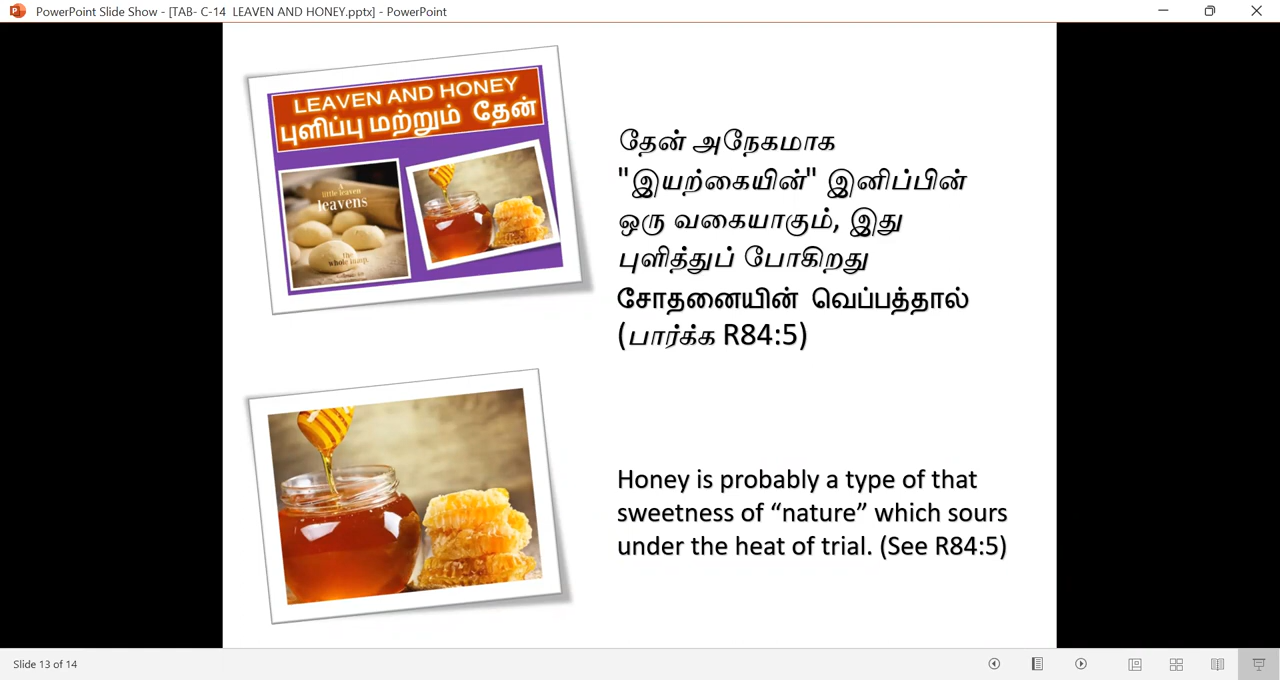 PowerPoint Slide Show - [TAB- C-14  LEAVEN AND HONEY.pptx] - PowerPoint
LEAVEN AND HONEY
புளிப்பு மற்றும் தேன்
A
little leaven
leavens
the
whole lump.
தேன் அநேகமாக
"இயற்கையின்" இனிப்பின்
ஒரு வகையாகும், இது
புளித்துப் போகிறது
சோதனையின் வெப்பத்தால்
(பார்க்க R84:5)
Honey is probably a type of that
sweetness of “nature” which sours
under the heat of trial. (See R84:5)
Slide 13 of 14